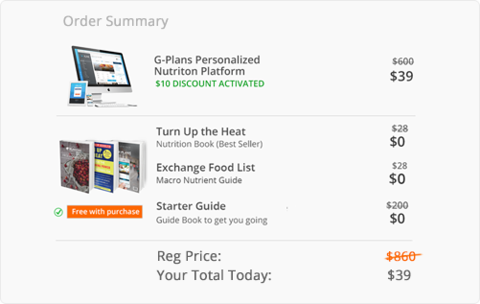 Order Summary
G-Plans Personalized
$600
Nutriton Platform
$39
$10 DISCOUNT ACTIVATED
Turn Up the Heat
$28
Nutrition Book (Best Seller)
$0
Exchange Food List
$28
Macro Nutrient Guide
$0
Free with purchase
Starter Guide
$200
Guide Book to get you going
$0
Reg Price:
$860
Your Total Today:
$39